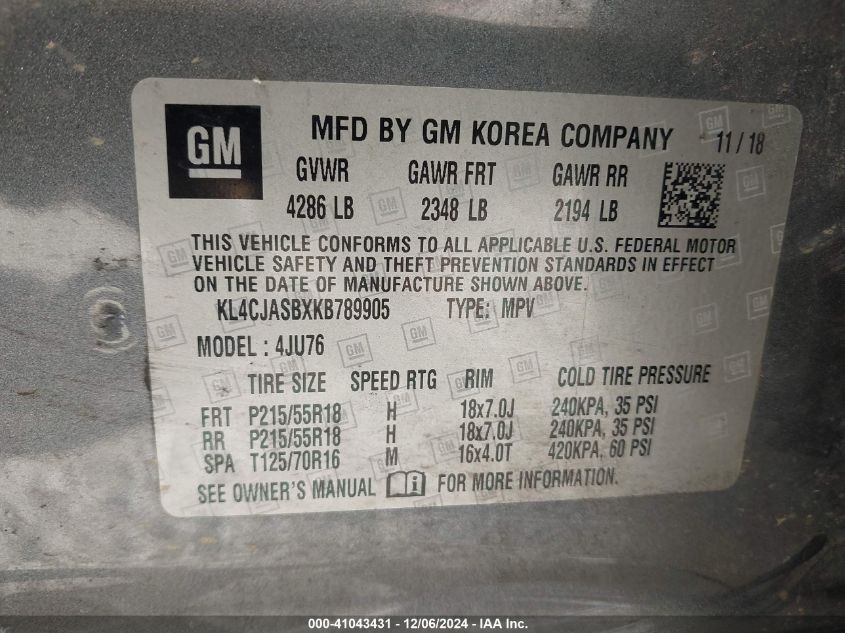 GM MFD BY GM KOREA COMPANY 11 / 18
GVWR GAWR FRT GAWR RR
4286 LB 2348 LB 2194 LB
THIS VEHICLE CONFORMS TO ALL APPLICABLE U.S. FEDERAL MOTOR
VEHICLE SAFETY AND THEFT PREVENTION STANDARDS IN EFFECT
ON THE DATE OF MANUFACTURE SHOWN ABOVE.
KL4CJASBXKB789905 TYPE: MPV
MODEL : 4JU76
TIRE SIZE SPEED RTG RIM COLD TIRE PRESSURE
FRT P215/55R18 H 18x7.0J 240KPA, 35 PSI
RR P215/55R18 H 18x7.0J 240KPA, 35 PSI
SPA T125/70R16 M 16x4.0T 420KPA, 60 PSI
SEE OWNER'S MANUAL FOR MORE INFORMATION.
000-41043431 - 12/06/2024 - IAA Inc.